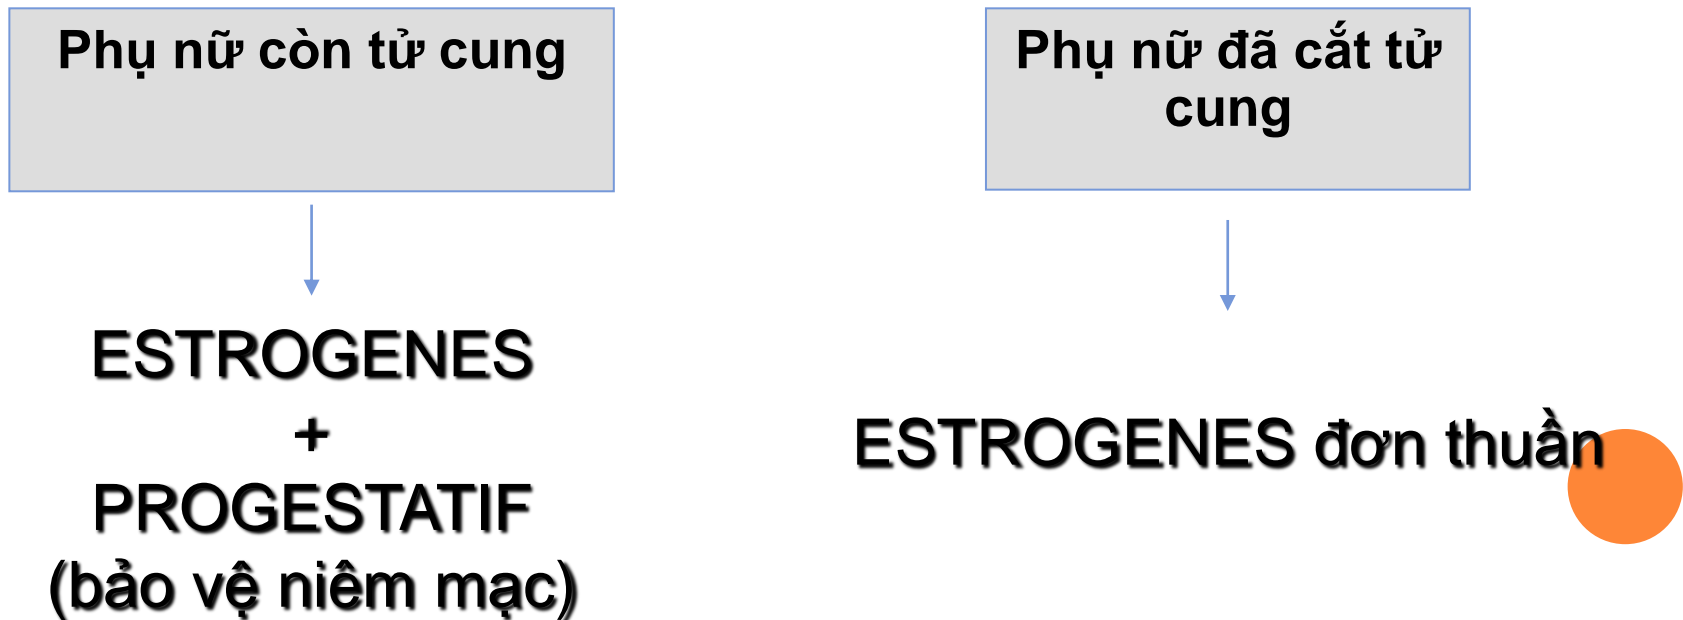 Phụ nữ còn tử cung
ESTROGENES
+
PROGESTATIF
(bảo vệ niêm mạc)
Phụ nữ đã cắt tử
cung
ESTROGENES đơn thuần